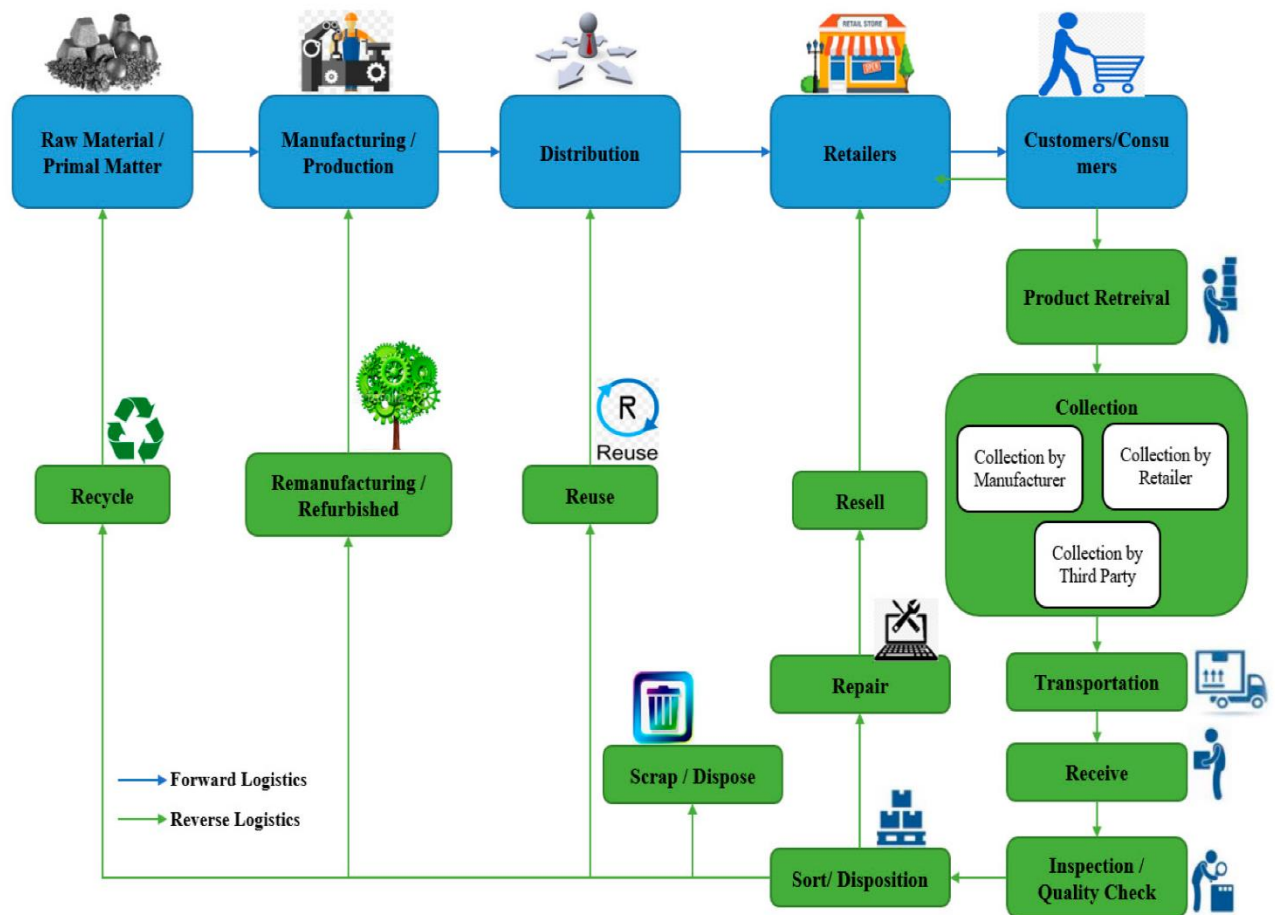 RETAIL STORE
OPEN
Raw Material /
Primal Matter
Manufacturing /
Production
Distribution
Retailers
Customers/Consu
mers
Product Retreival
Collection
Collection by
Manufacturer
Collection by
Retailer
Collection by
Third Party
R
Reuse
Recycle
Remanufacturing /
Refurbished
Reuse
Resell
Repair
Transportation
Scrap / Dispose
Receive
Forward Logistics
Reverse Logistics
Sort/ Disposition
Inspection /
Quality Check